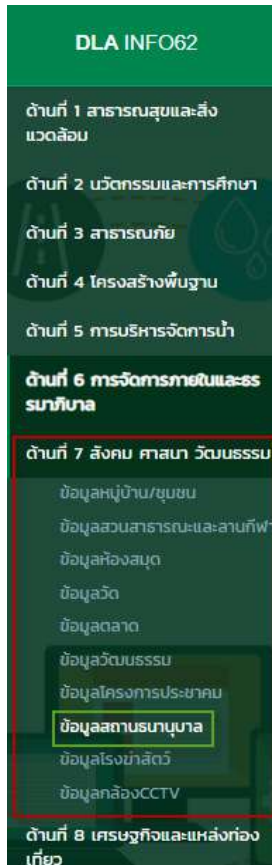 DLA INFO62
ด้านที่ 1 สาธารณสุขและสิ่ง
แวดล้อม
ด้านที่ 2 นวัตกรรมและการศึกษา
ด้านที่ 3 สาธารณภัย
ด้านที่ 4 โครงสร้างพื้นฐาน
ด้านที่ 5 การบริหารจัดการน้ำ
ด้านที่ 6 การจัดการภายในและธร
รมาภิบาล
ด้านที่ 7 สังคม ศาสนา วัฒนธรรม
ข้อมูลหมู่บ้าน/ชุมชน
ข้อมูลสวนสาธารณะและลานกีฬา
ข้อมูลห้องสมุด
ข้อมูลวัด
ข้อมูลตลาด
ข้อมูลวัฒนธรรม
ข้อมูลโครงการประชาคม
ข้อมูลสถานธนานุบาล
ข้อมูลโรงฆ่าสัตว์
ข้อมูลกล้องCCTV
ด้านที่ 8 เศรษฐกิจและแหล่งท่อง
เที่ยว